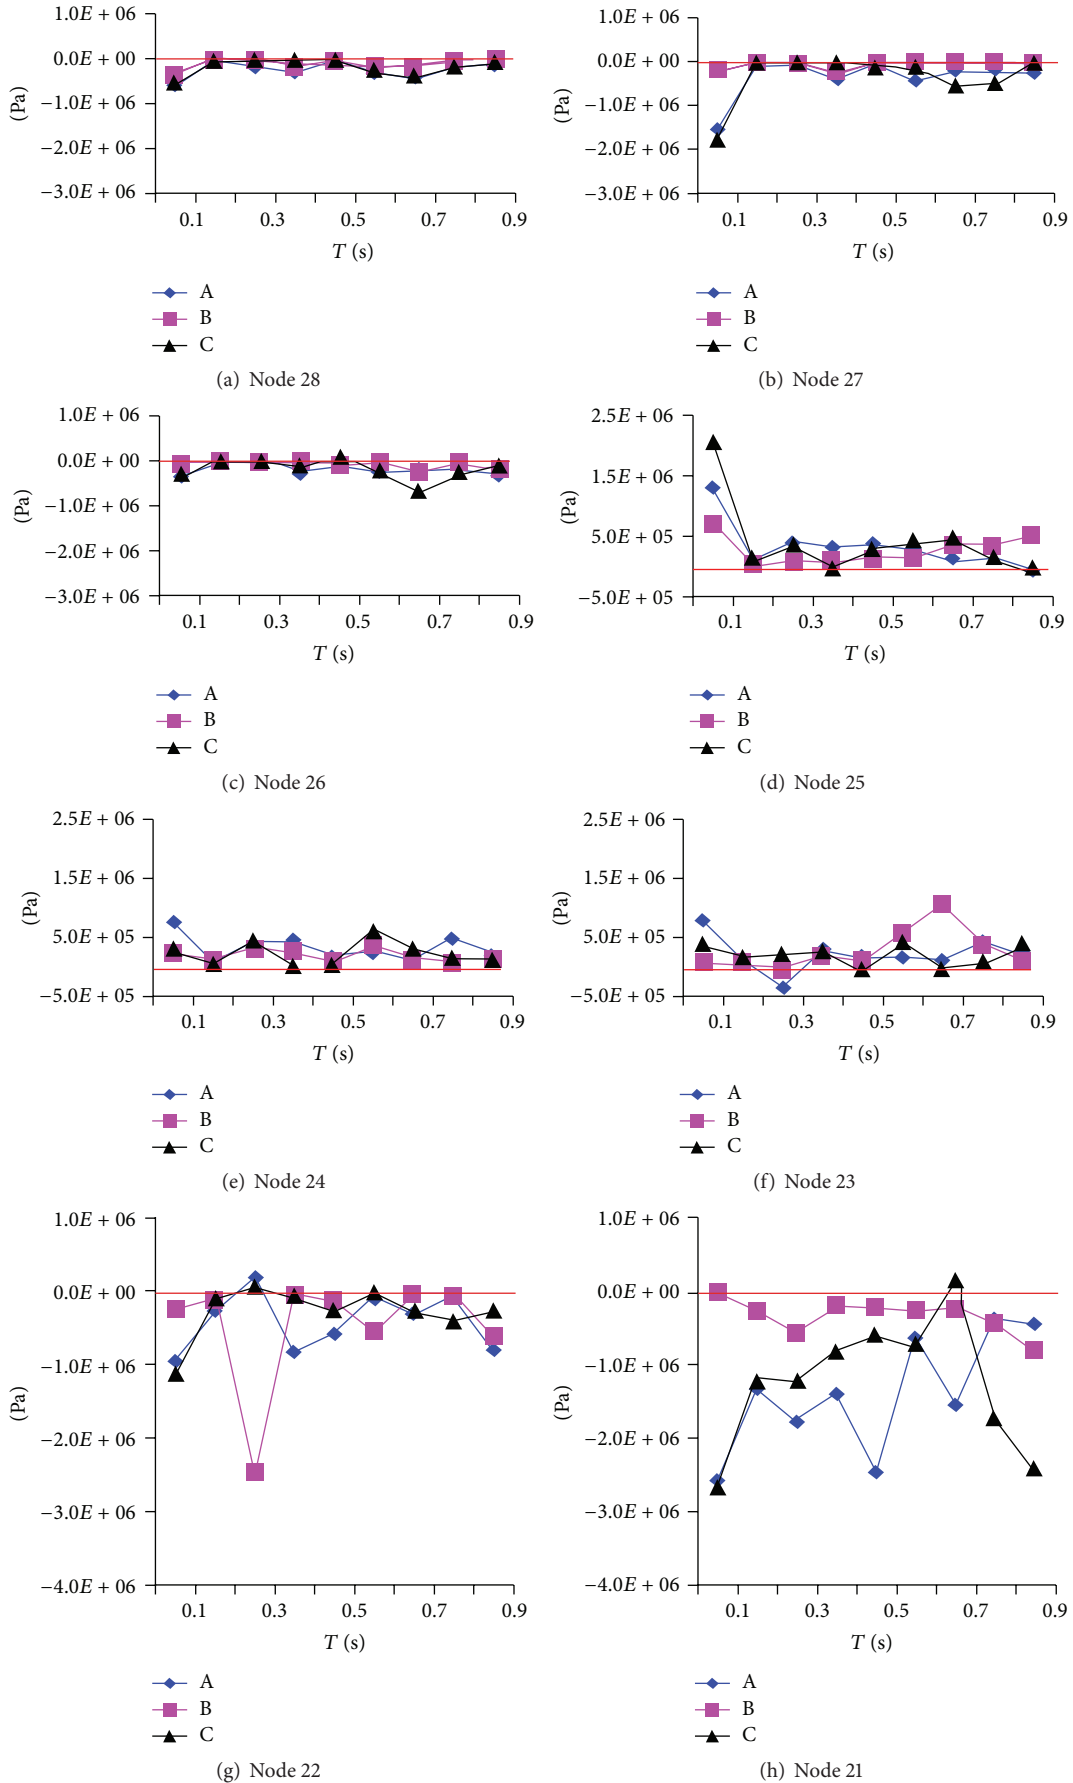 1.0E + 06
0.0E + 00
−1.0E + 06
−2.0E + 06
−3.0E + 06
(Pa)
0.1 0.3 0.5 0.7 0.9
T (s)
A
B
C
(a) Node 28
1.0E + 06
0.0E + 00
−1.0E + 06
−2.0E + 06
−3.0E + 06
(Pa)
0.1 0.3 0.5 0.7 0.9
T (s)
A
B
C
(b) Node 27
1.0E + 06
0.0E + 00
−1.0E + 06
−2.0E + 06
−3.0E + 06
(Pa)
0.1 0.3 0.5 0.7 0.9
T (s)
A
B
C
(c) Node 26
2.5E + 06
1.5E + 06
5.0E + 05
−5.0E + 05
(Pa)
0.1 0.3 0.5 0.7 0.9
T (s)
A
B
C
(d) Node 25
2.5E + 06
1.5E + 06
5.0E + 05
−5.0E + 05
(Pa)
0.1 0.3 0.5 0.7 0.9
T (s)
A
B
C
(e) Node 24
2.5E + 06
1.5E + 06
5.0E + 05
−5.0E + 05
(Pa)
0.1 0.3 0.5 0.7 0.9
T (s)
A
B
C
(f) Node 23
1.0E + 06
0.0E + 00
−1.0E + 06
−2.0E + 06
−3.0E + 06
−4.0E + 06
(Pa)
0.1 0.3 0.5 0.7 0.9
T (s)
A
B
C
(g) Node 22
1.0E + 06
0.0E + 00
−1.0E + 06
−2.0E + 06
−3.0E + 06
−4.0E + 06
(Pa)
0.1 0.3 0.5 0.7 0.9
T (s)
A
B
C
(h) Node 21